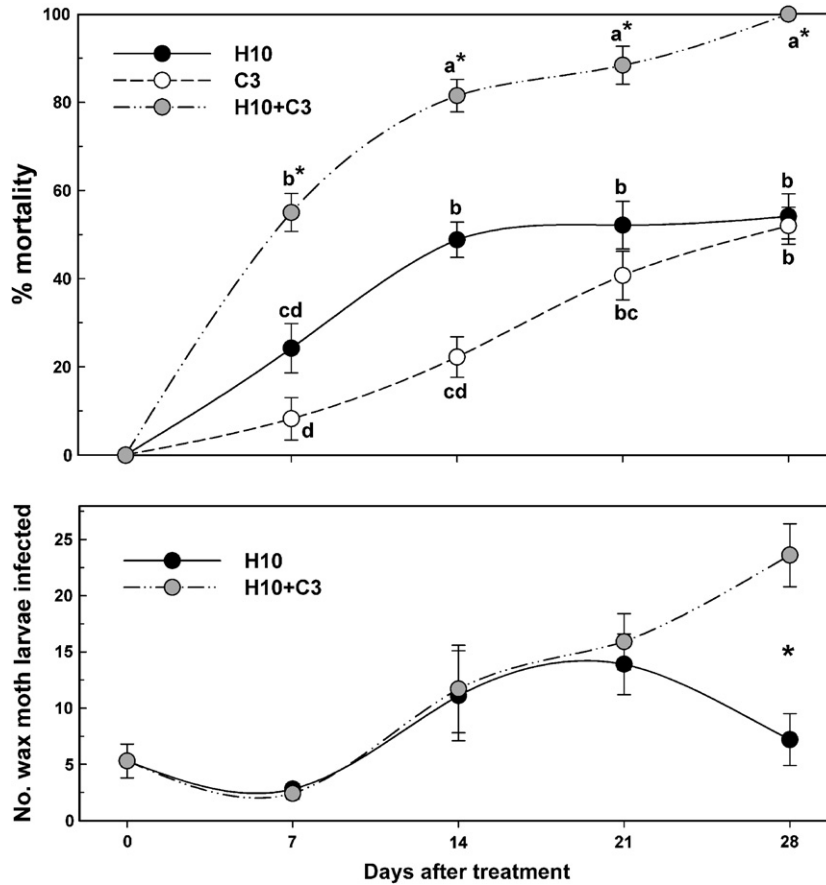 100
80
60
40
20
0
% mortality
H10
C3
H10+C3
a*
a*
a*
b*
b
b
b
cd
b
bc
cd
d
25
20
15
10
5
0
No. wax moth larvae infected
H10
H10+C3
*
0 7 14 21 28
Days after treatment